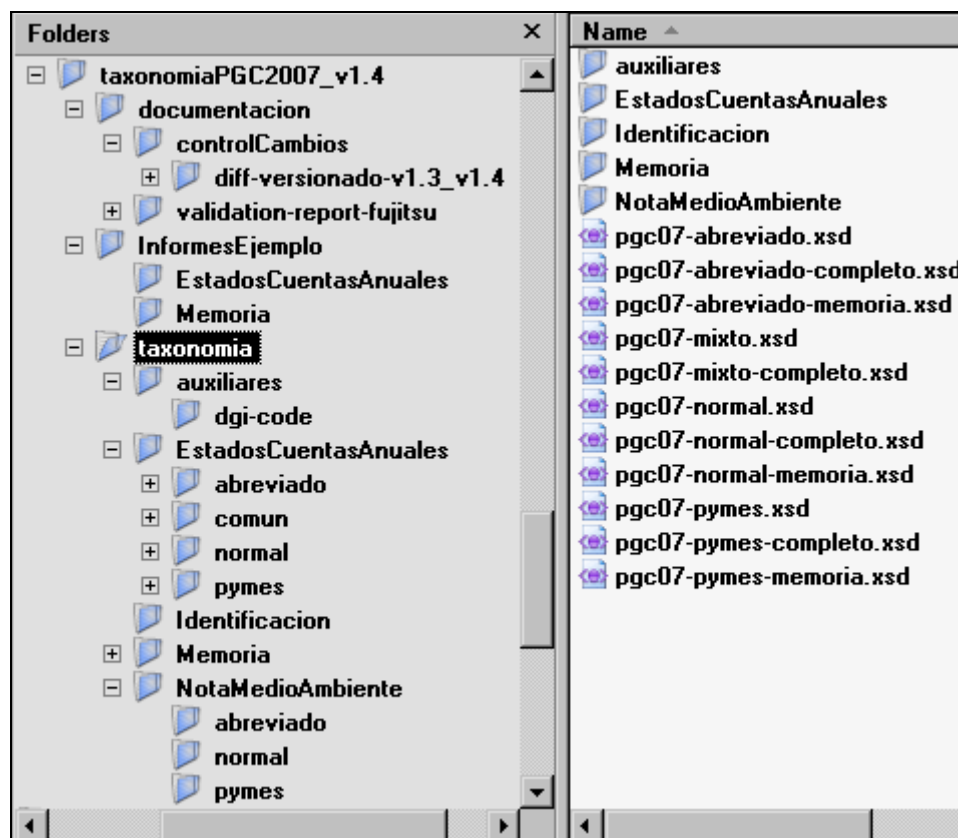 Folders
taxonomiaPGC2007_v1.4
documentacion
controlCambios
diff-versionado-v1.3_v1.4
validation-report-fujitsu
InformesEjemplo
EstadosCuentasAnuales
Memoria
taxonomia
auxiliares
dgi-code
EstadosCuentasAnuales
abreviado
comun
normal
pymes
Identificacion
Memoria
NotaMedioAmbiente
abreviado
normal
pymes
Name
auxiliares
EstadosCuentasAnuales
Identificacion
Memoria
NotaMedioAmbiente
pgc07-abreviado.xsd
pgc07-abreviado-completo.xsd
pgc07-abreviado-memoria.xsd
pgc07-mixto.xsd
pgc07-mixto-completo.xsd
pgc07-normal.xsd
pgc07-normal-completo.xsd
pgc07-normal-memoria.xsd
pgc07-pymes.xsd
pgc07-pymes-completo.xsd
pgc07-pymes-memoria.xsd